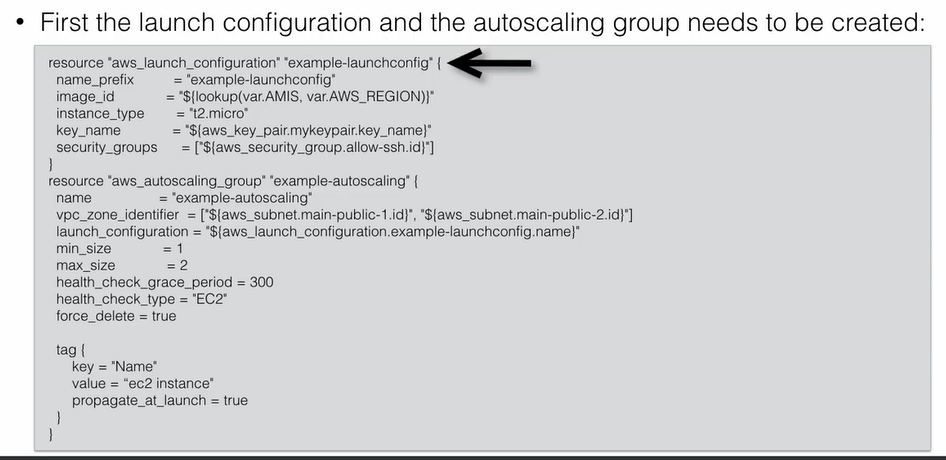 • First the launch configuration and the autoscaling group needs to be created:
resource "aws_launch_configuration" "example-launchconfig" {
name_prefix = "example-launchconfig"
image_id = "${lookup(var.AMIS, var.AWS_REGION)}"
instance_type = "t2.micro"
key_name = "${aws_key_pair.mykeypair.key_name}"
security_groups = ["${aws_security_group.allow-ssh.id}"]
}
resource "aws_autoscaling_group" "example-autoscaling" {
name = "example-autoscaling"
vpc_zone_identifier = ["${aws_subnet.main-public-1.id}", "${aws_subnet.main-public-2.id}"]
launch_configuration = "${aws_launch_configuration.example-launchconfig.name}"
min_size = 1
max_size = 2
health_check_grace_period = 300
health_check_type = "EC2"
force_delete = true
tag {
key = "Name"
value = "ec2 instance"
propagate_at_launch = true
}
}